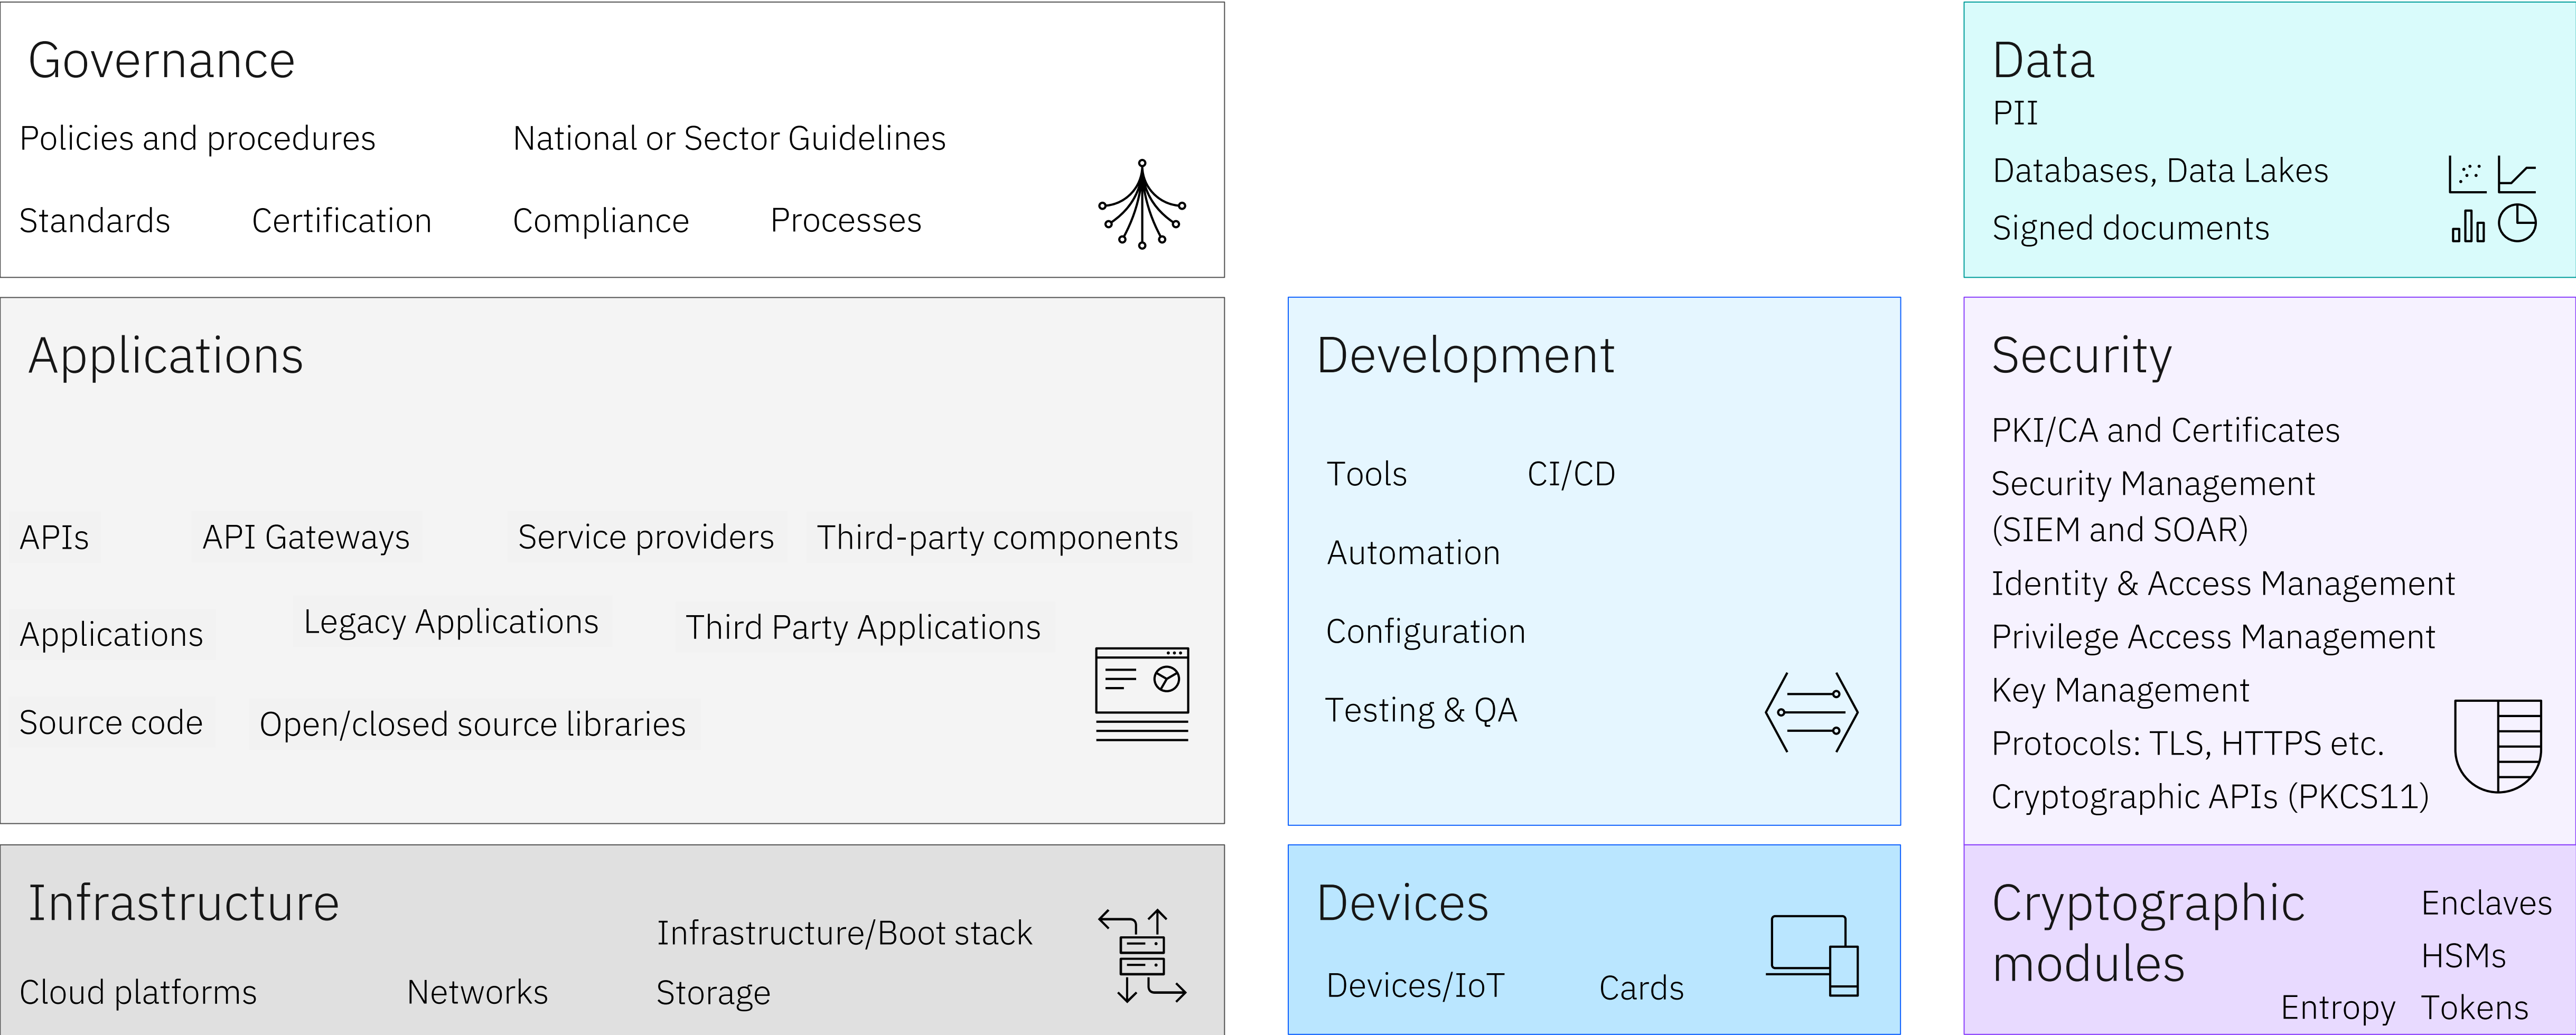 Governance
Policies and procedures
National or Sector Guidelines
Standards
Certification
Compliance
Processes
Data
PII
Databases, Data Lakes
Signed documents
Applications
APIs
API Gateways
Service providers
Third-party components
Applications
Legacy Applications
Third Party Applications
Source code
Open/closed source libraries
Development
Tools
CI/CD
Automation
Configuration
Testing & QA
Security
PKI/CA and Certificates
Security Management
(SIEM and SOAR)
Identity & Access Management
Privilege Access Management
Key Management
Protocols: TLS, HTTPS etc.
Cryptographic APIs (PKCS11)
Infrastructure
Infrastructure/Boot stack
Cloud platforms
Networks
Storage
Devices
Devices/IoT
Cards
Cryptographic
modules
Enclaves
HSMs
Entropy
Tokens